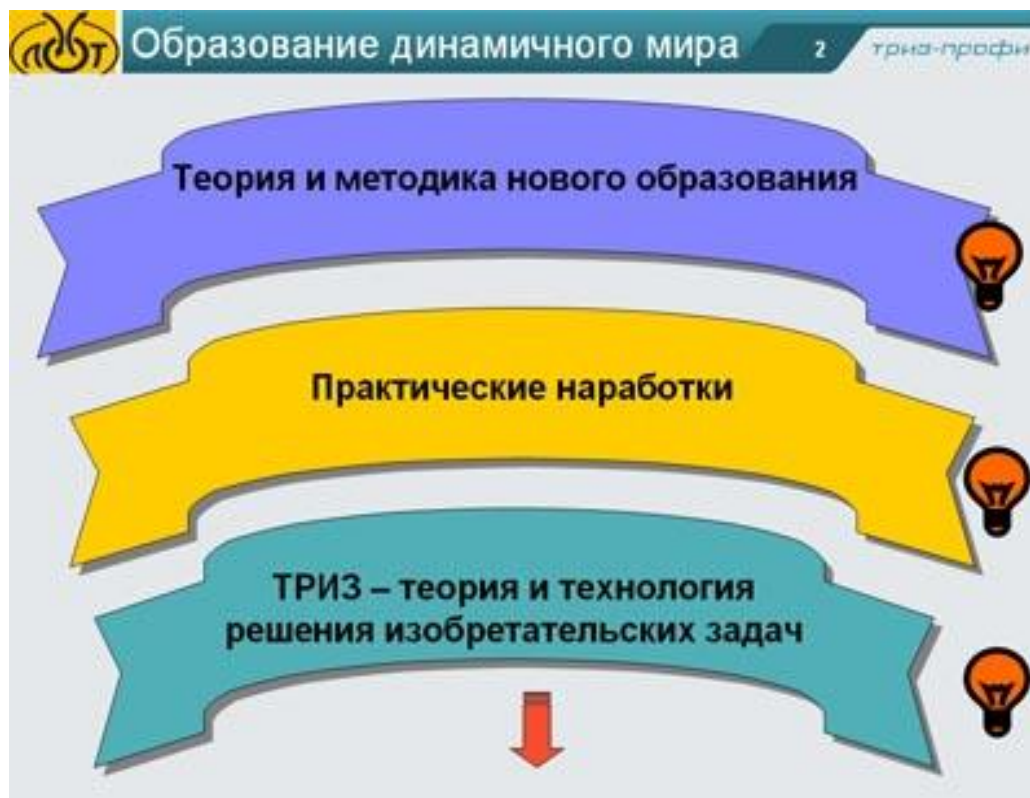 Образование динамичного мира
2
триз-профи
Теория и методика нового образования
Практические наработки
ТРИЗ – теория и технология
решения изобретательских задач